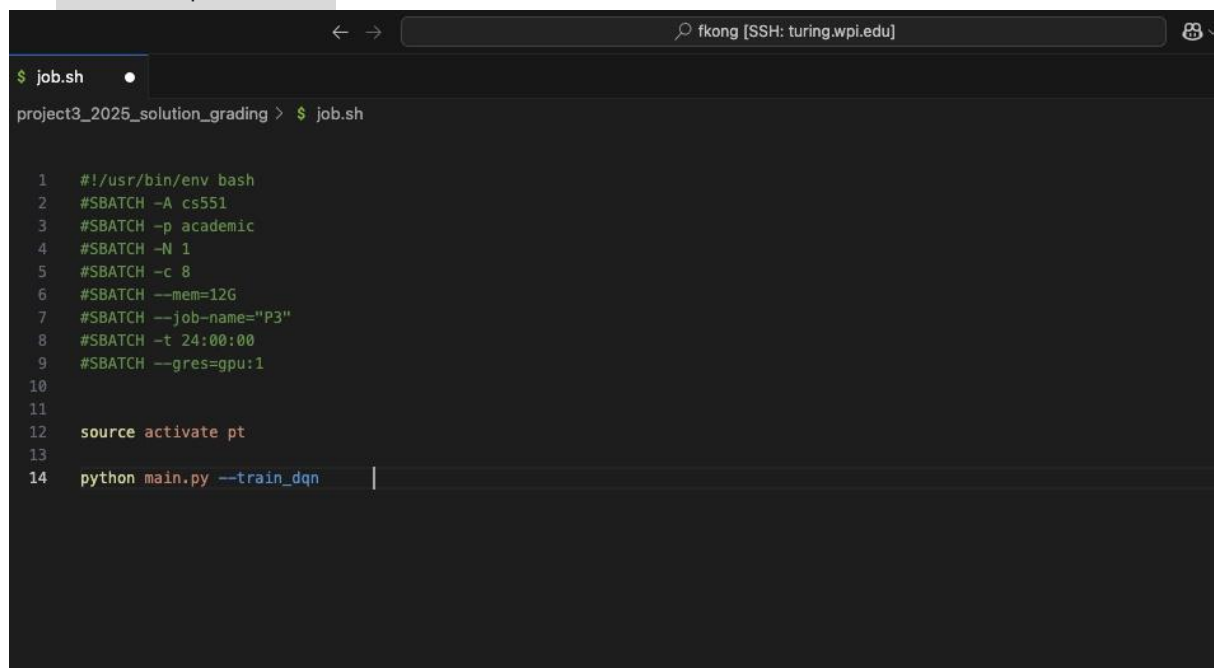 fkong [SSH: turing.wpi.edu]
$ job.sh
project3_2025_solution_grading > $ job.sh
1 #!/usr/bin/env bash
2 #SBATCH -A cs551
3 #SBATCH -p academic
4 #SBATCH -N 1
5 #SBATCH -c 8
6 #SBATCH --mem=12G
7 #SBATCH --job-name="P3"
8 #SBATCH -t 24:00:00
9 #SBATCH --gres=gpu:1
10
11
12 source activate pt
13
14 python main.py --train_dqn